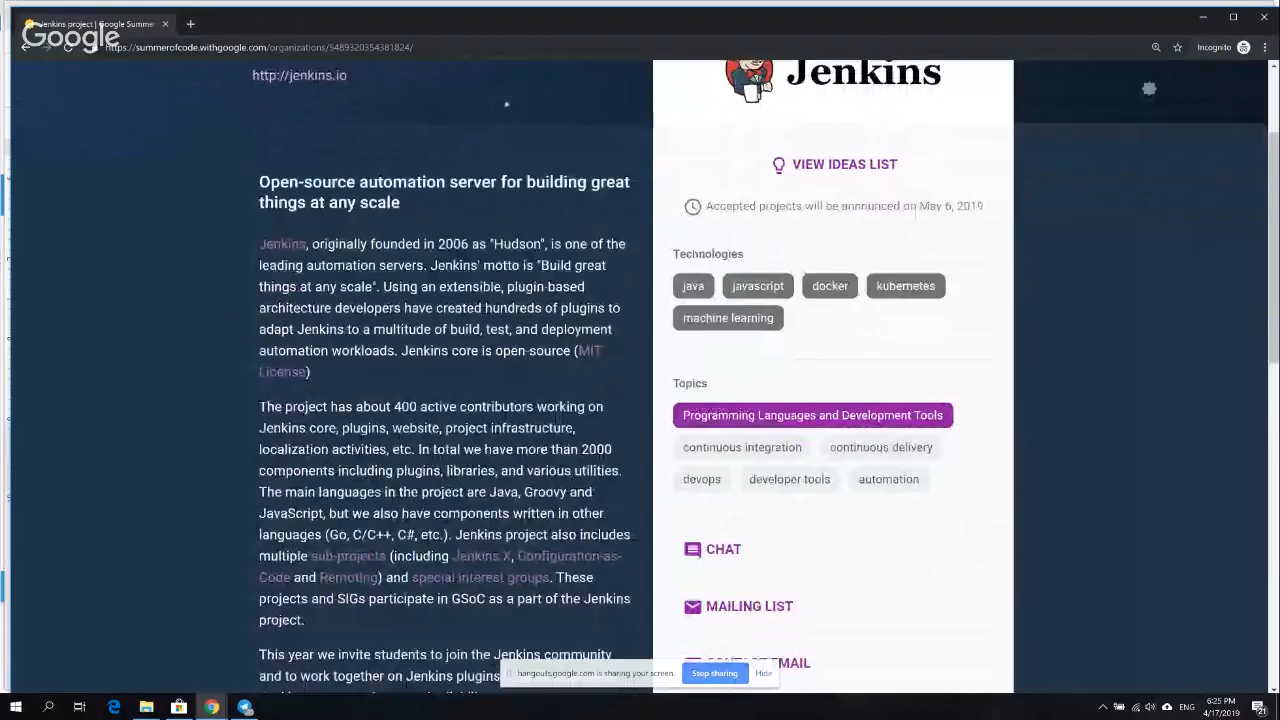 Jenkins project | Google Summe
Google
https://summerofcode.withgoogle.com/organizations/5489320354381824/
Incognito
http://jenkins.io
Jenkins
VIEW IDEAS LIST
Accepted projects will be announced on May 6, 2019
Open-source automation server for building great
things at any scale
Jenkins, originally founded in 2006 as "Hudson", is one of the
leading automation servers. Jenkins' motto is "Build great
things at any scale". Using an extensible, plugin-based
architecture developers have created hundreds of plugins to
adapt Jenkins to a multitude of build, test, and deployment
automation workloads. Jenkins core is open-source (MIT
License)
The project has about 400 active contributors working on
Jenkins core, plugins, website, project infrastructure,
localization activities, etc. In total we have more than 2000
components including plugins, libraries, and various utilities.
The main languages in the project are Java, Groovy and
JavaScript, but we also have components written in other
languages (Go, C/C++, C#, etc.). Jenkins project also includes
multiple sub-projects (including Jenkins X, Configuration-as-
Code and Remoting) and special interest groups. These
projects and SIGs participate in GSoC as a part of the Jenkins
project.
This year we invite students to join the Jenkins community
and to work together on Jenkins plugins
Technologies
java javascript docker kubernetes
machine learning
Topics
Programming Languages and Development Tools
continuous integration continuous delivery
devops developer tools automation
CHAT
MAILING LIST
MAIL
hangouts.google.com is sharing your screen. Stop sharing Hide
ENG
6:25 PM
4/17/2019
21